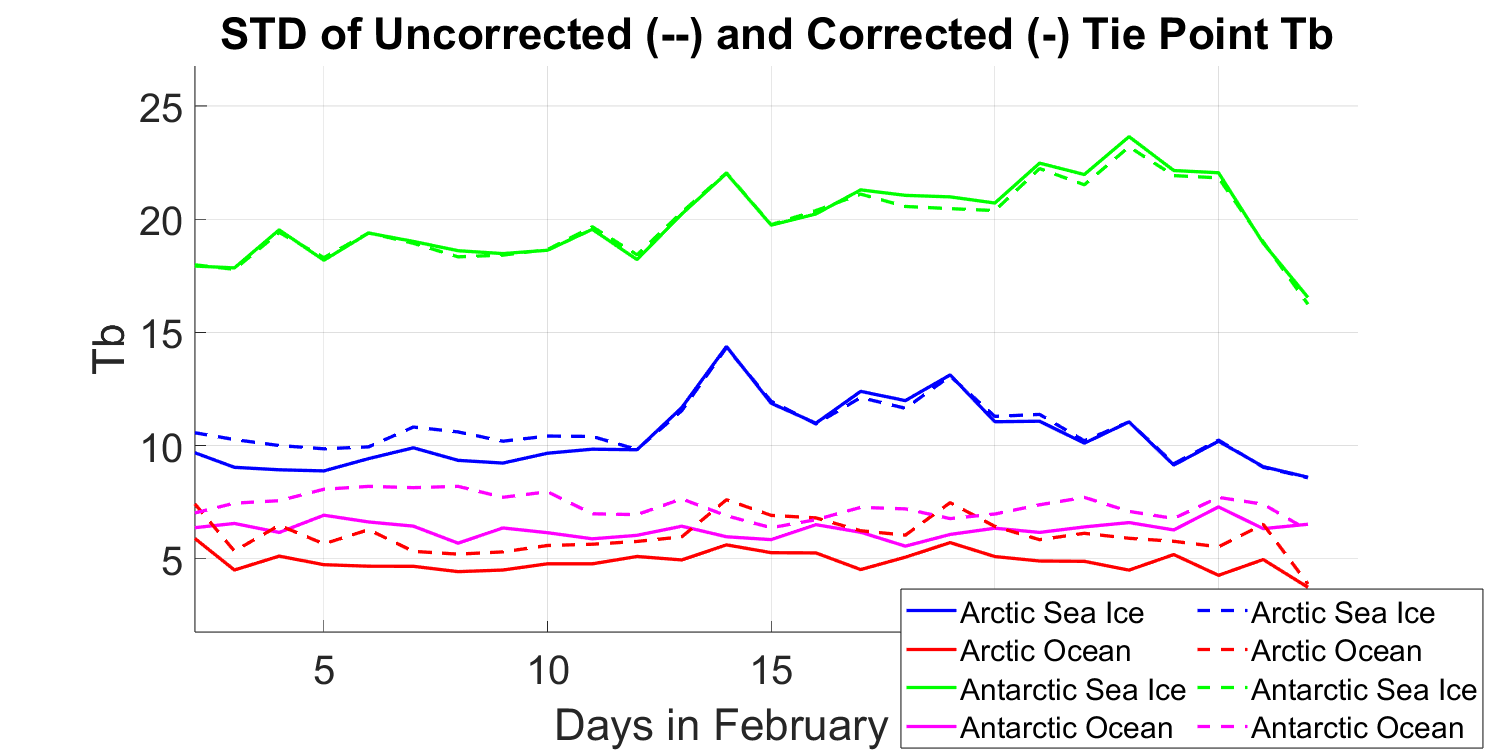 STD of Uncorrected (--) and Corrected (-) Tie Point Tb
25
20
15
10
5
Tb
5 10 15
Days in February
Arctic Sea Ice Arctic Sea Ice
Arctic Ocean Arctic Ocean
Antarctic Sea Ice Antarctic Sea Ice
Antarctic Ocean Antarctic Ocean